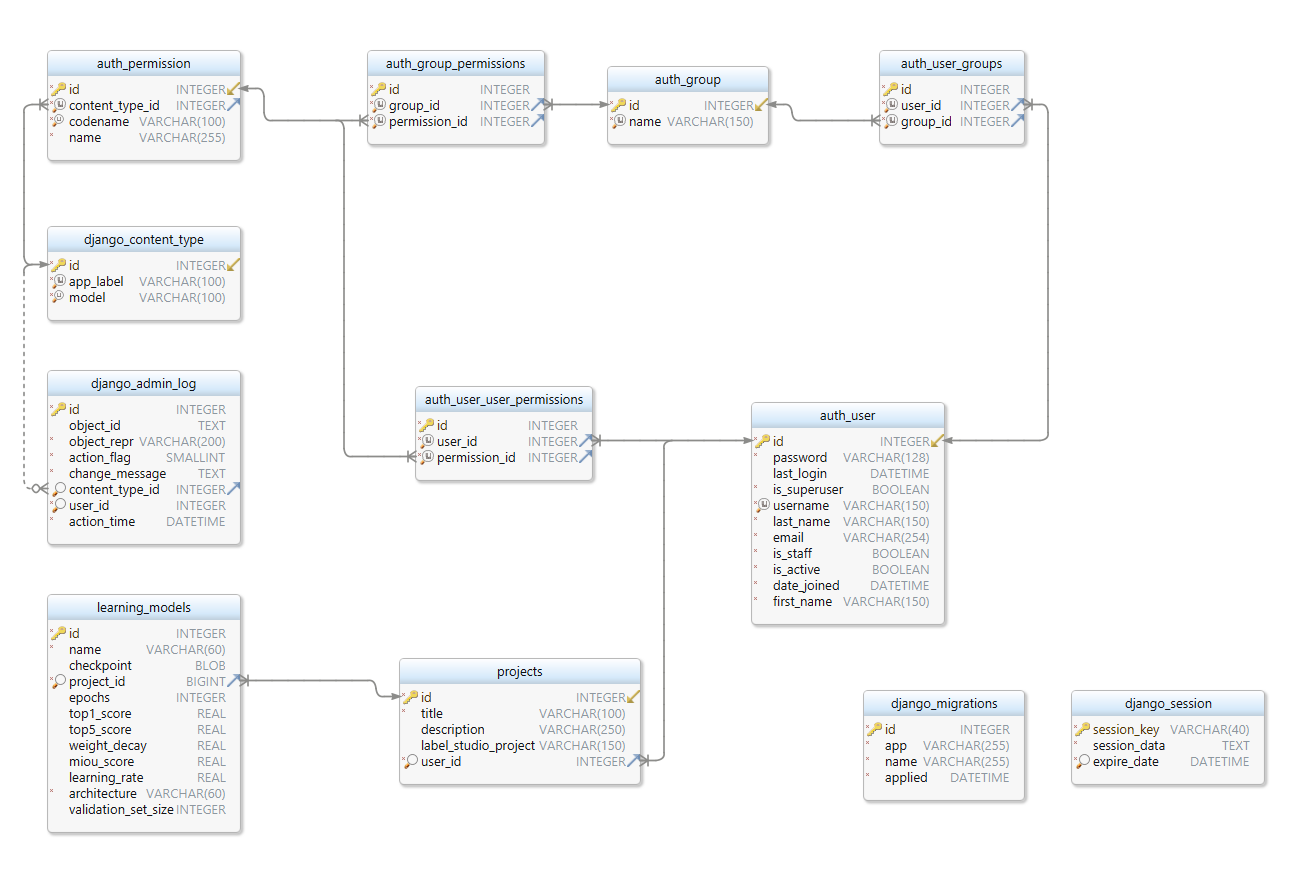 auth_permission
id INTEGER
content_type_id INTEGER
codename VARCHAR(100)
name VARCHAR(255)
auth_group_permissions
id INTEGER
group_id INTEGER
permission_id INTEGER
auth_group
id INTEGER
name VARCHAR(150)
auth_user_groups
id INTEGER
user_id INTEGER
group_id INTEGER
django_content_type
id INTEGER
app_label VARCHAR(100)
model VARCHAR(100)
django_admin_log
id INTEGER
object_id TEXT
object_repr VARCHAR(200)
action_flag SMALLINT
change_message TEXT
content_type_id INTEGER
user_id INTEGER
action_time DATETIME
auth_user_user_permissions
id INTEGER
user_id INTEGER
permission_id INTEGER
auth_user
id INTEGER
password VARCHAR(128)
last_login DATETIME
is_superuser BOOLEAN
username VARCHAR(150)
last_name VARCHAR(150)
email VARCHAR(254)
is_staff BOOLEAN
is_active BOOLEAN
date_joined DATETIME
first_name VARCHAR(150)
learning_models
id INTEGER
name VARCHAR(60)
checkpoint BLOB
project_id BIGINT
epochs INTEGER
top1_score REAL
top5_score REAL
weight_decay REAL
miou_score REAL
learning_rate REAL
architecture VARCHAR(60)
validation_set_size INTEGER
projects
id INTEGER
title VARCHAR(100)
description VARCHAR(250)
label_studio_project VARCHAR(150)
user_id INTEGER
django_migrations
id INTEGER
app VARCHAR(255)
name VARCHAR(255)
applied DATETIME
django_session
session_key VARCHAR(40)
session_data TEXT
expire_date DATETIME